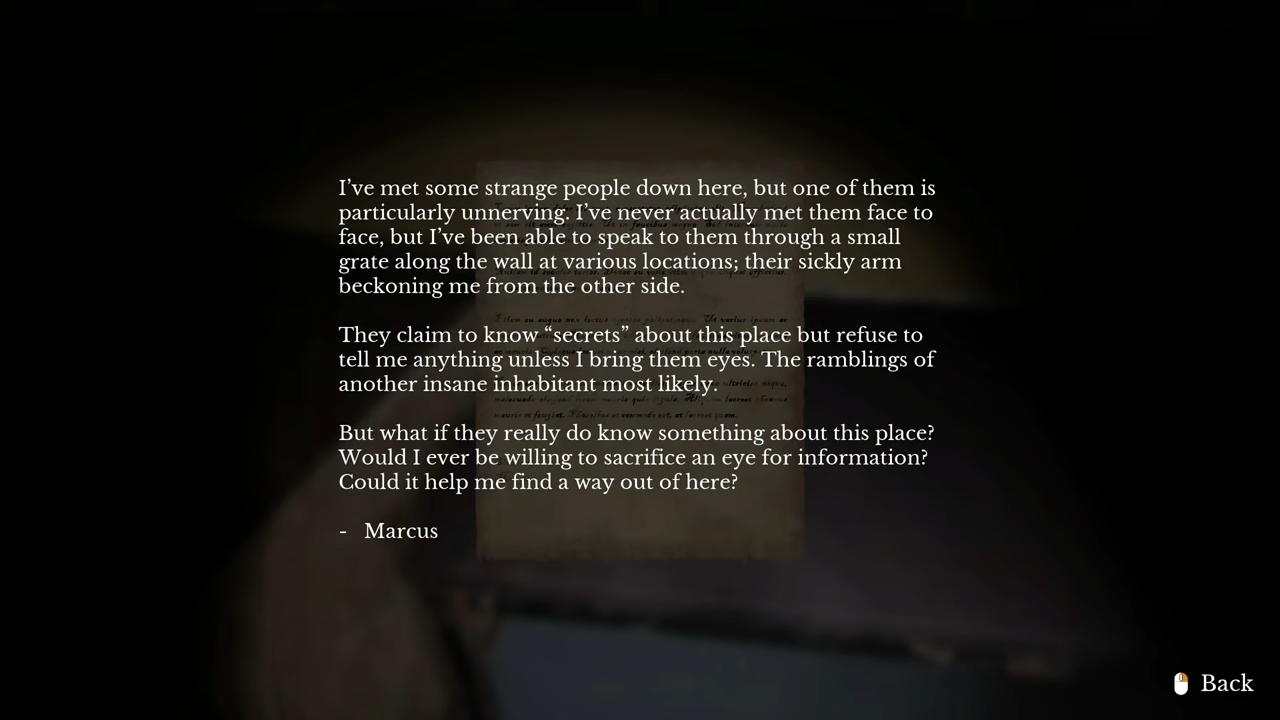 I've met some strange people down here, but one of them is
particularly unnerving. I've never actually met them face to
face, but I've been able to speak to them through a small
grate along the wall at various locations; their sickly arm
beckoning me from the other side.
They claim to know “secrets” about this place but refuse to
tell me anything unless I bring them eyes. The ramblings of
another insane inhabitant most likely.
But what if they really do know something about this place?
Would I ever be willing to sacrifice an eye for information?
Could it help me find a way out of here?
- Marcus
Back